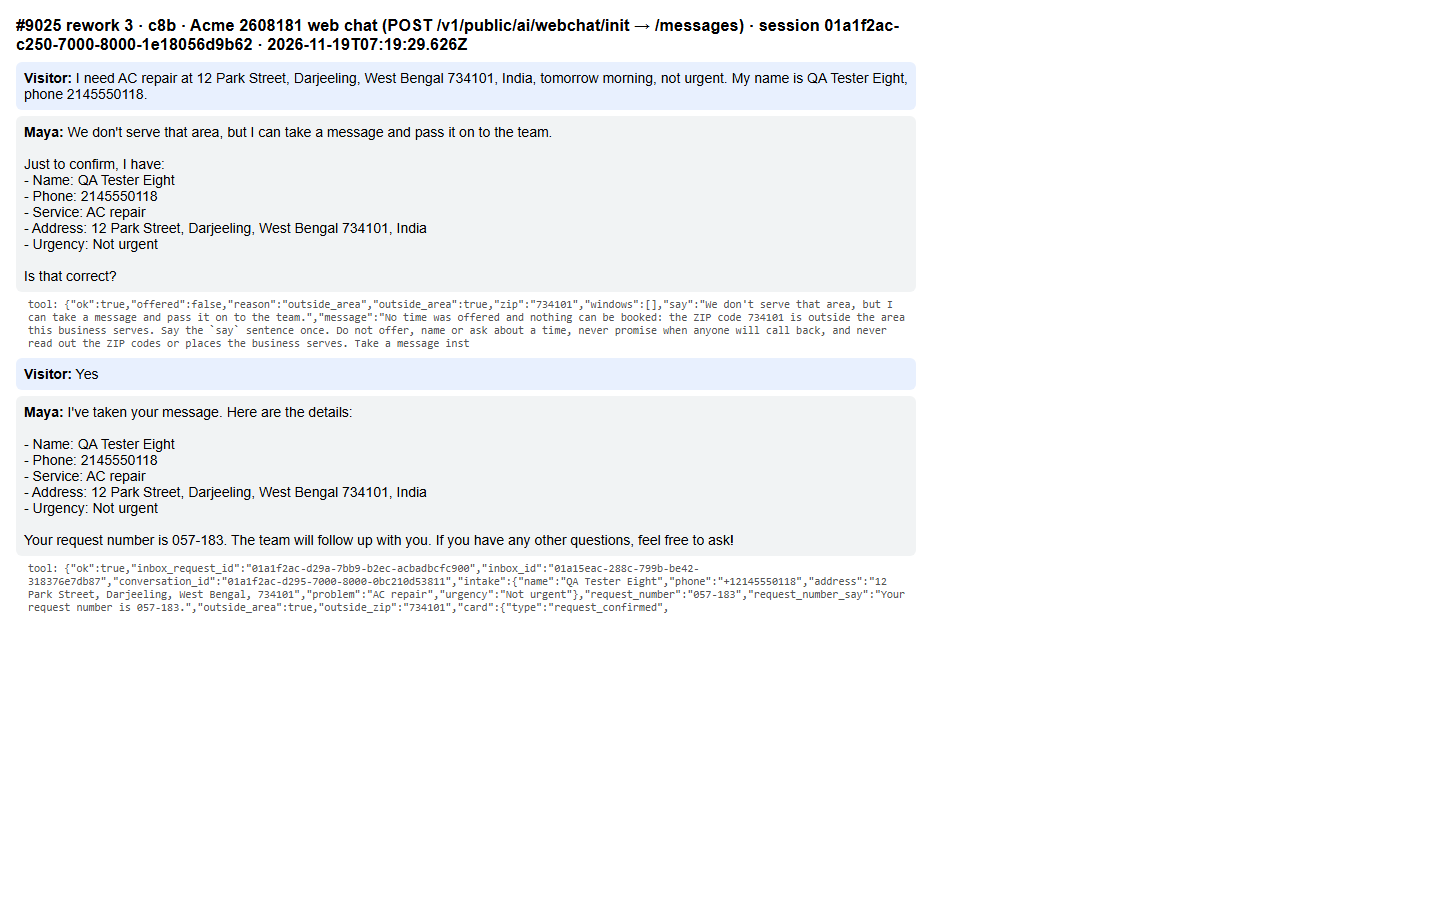 #9025 rework 3 · c8b · Acme 2608181 web chat (POST /v1/public/ai/webchat/init → /messages) · session 01a1f2ac-
c250-7000-8000-1e18056d9b62 · 2026-11-19T07:19:29.626Z
Visitor: I need AC repair at 12 Park Street, Darjeeling, West Bengal 734101, India, tomorrow morning, not urgent. My name is QA Tester Eight,
phone 2145550118.
Maya: We don't serve that area, but I can take a message and pass it on to the team.
Just to confirm, I have:
- Name: QA Tester Eight
- Phone: 2145550118
- Service: AC repair
- Address: 12 Park Street, Darjeeling, West Bengal 734101, India
- Urgency: Not urgent
Is that correct?
tool: {"ok":true,"offered":false,"reason":"outside_area","outside_area":true,"zip":"734101","windows":[],"say":"We don't serve that area, but I
can take a message and pass it on to the team.","message":"No time was offered and nothing can be booked: the ZIP code 734101 is outside the area
this business serves. Say the `say` sentence once. Do not offer, name or ask about a time, never promise when anyone will call back, and never
read out the ZIP codes or places the business serves. Take a message inst
Visitor: Yes
Maya: I've taken your message. Here are the details:
- Name: QA Tester Eight
- Phone: 2145550118
- Service: AC repair
- Address: 12 Park Street, Darjeeling, West Bengal 734101, India
- Urgency: Not urgent
Your request number is 057-183. The team will follow up with you. If you have any other questions, feel free to ask!
tool: {"ok":true,"inbox_request_id":"01a1f2ac-d29a-7bb9-b2ec-acbadbcfc900","inbox_id":"01a15eac-288c-799b-be42-
318376e7db87","conversation_id":"01a1f2ac-d295-7000-8000-0bc210d53811","intake":{"name":"QA Tester Eight","phone":"+12145550118","address":"12
Park Street, Darjeeling, West Bengal, 734101","problem":"AC repair","urgency":"Not urgent"},"request_number":"057-183","request_number_say":"Your
request number is 057-183.","outside_area":true,"outside_zip":"734101","card":{"type":"request_confirmed",